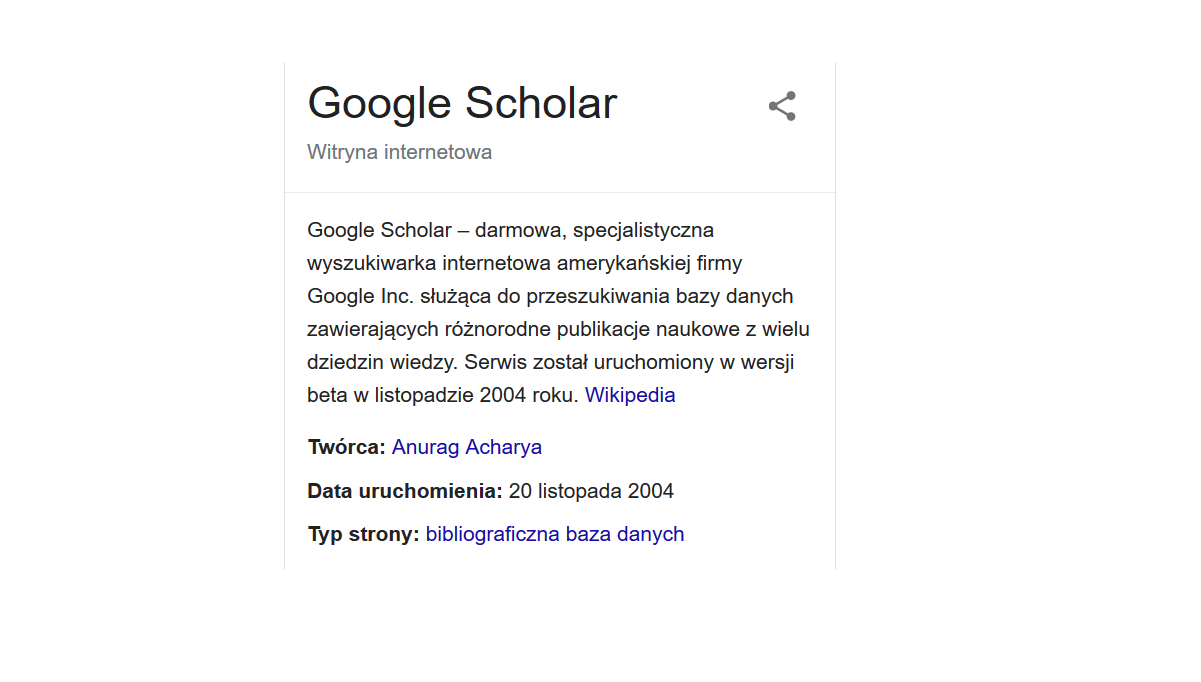 Google Scholar
Witryna internetowa
Google Scholar – darmowa, specjalistyczna
wyszukiwarka internetowa amerykańskiej firmy
Google Inc. służąca do przeszukiwania bazy danych
zawierających różnorodne publikacje naukowe z wielu
dziedzin wiedzy. Serwis został uruchomiony w wersji
beta w listopadzie 2004 roku. Wikipedia
Twórca: Anurag Acharya
Data uruchomienia: 20 listopada 2004
Typ strony: bibliograficzna baza danych